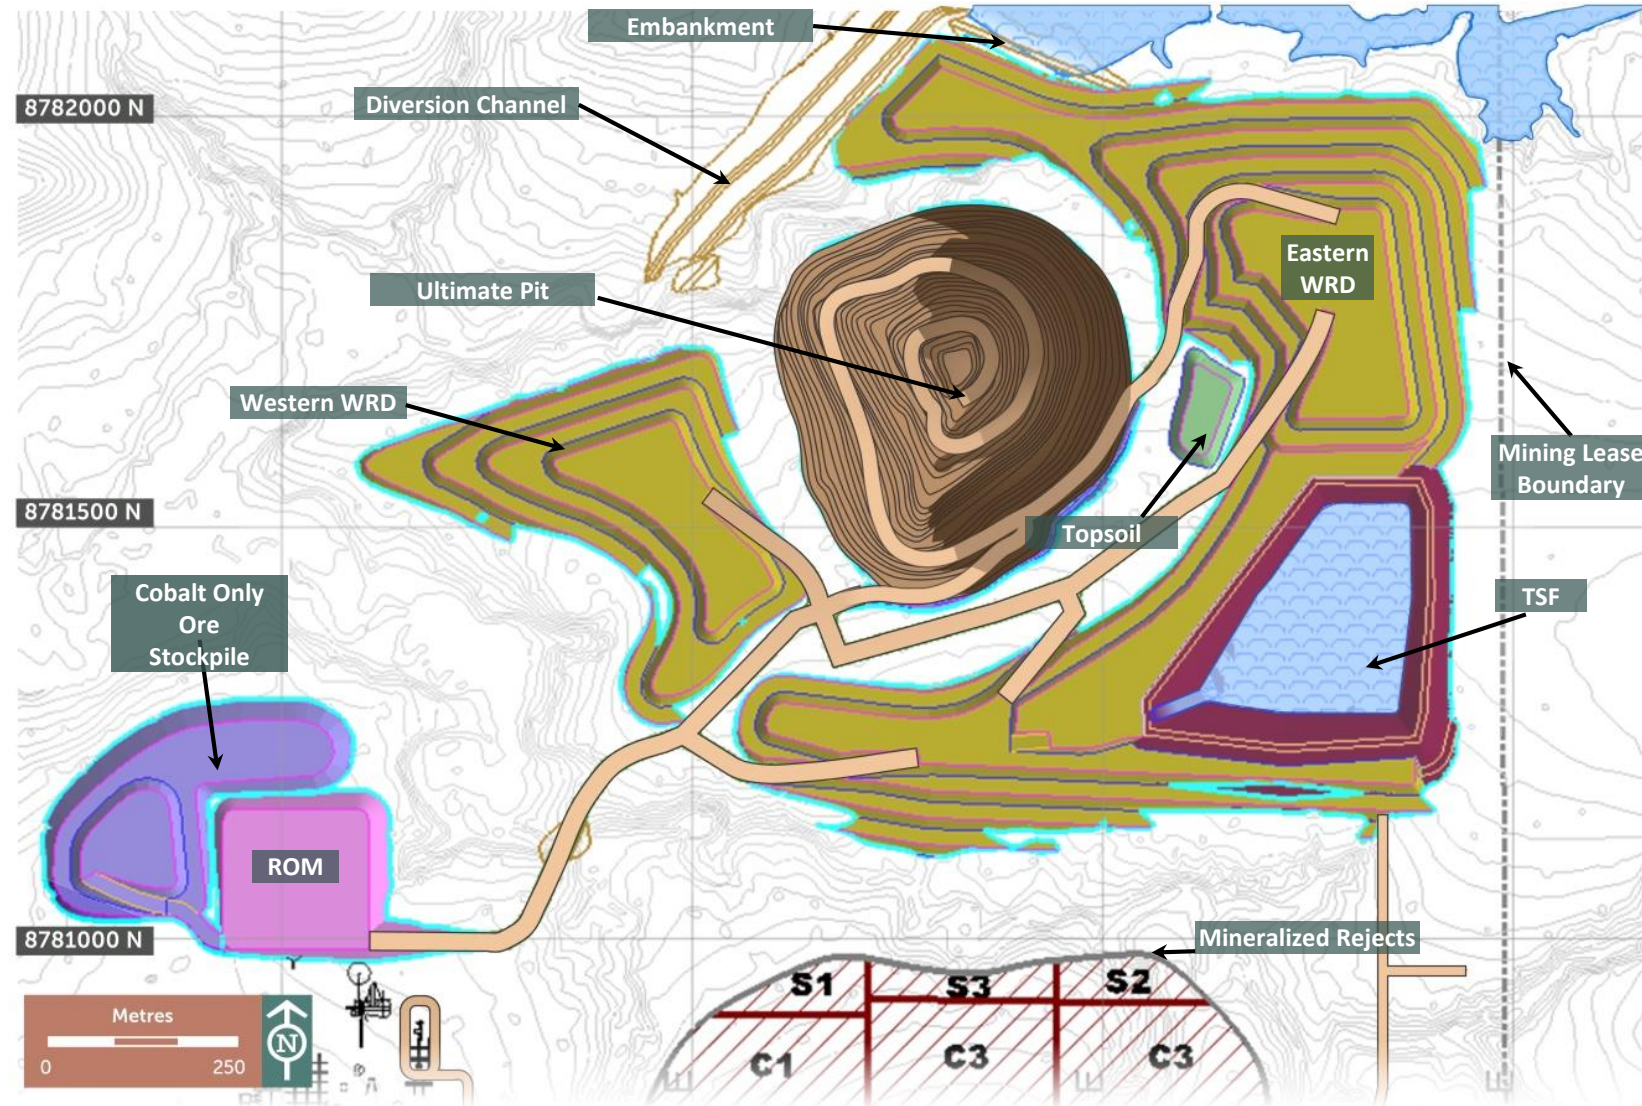 Embankment
Diversion Channel
8782000 N
Eastern
WRD
Ultimate Pit
Western WRD
Mining Lease
Boundary
8781500 N
Topsoil
Cobalt Only
Ore
Stockpile
TSF
ROM
8781000 N
Mineralized Rejects
S1
S3
S2
Metres
0
250
N
C1
C3
C3
E
E
E